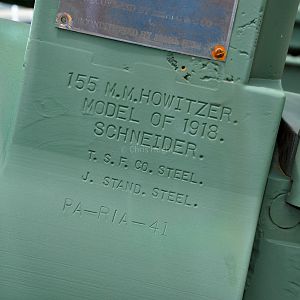 155 M.M. HOWITZER.
MODEL OF 1918.
SCHNEIDER.
T. S. F. CO. STEEL.
J. STAND. STEEL.
PA-RIA-41